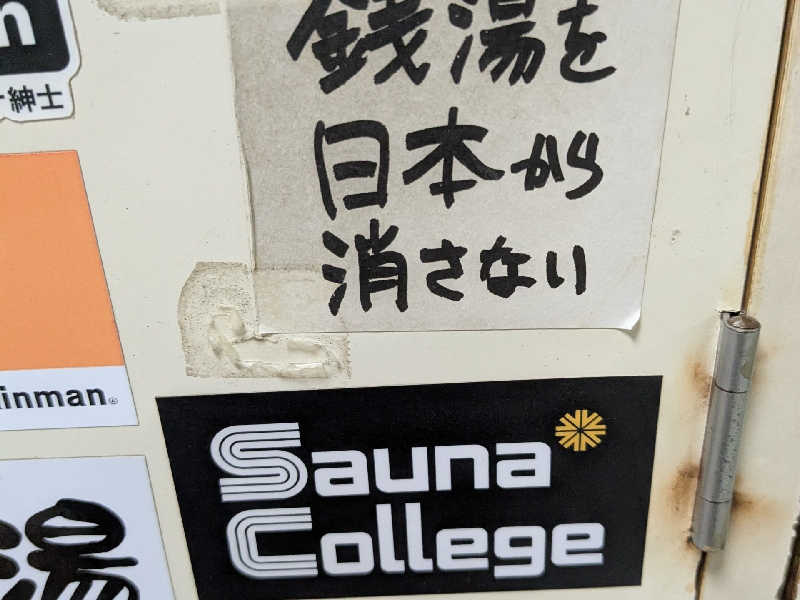 銭湯を
日本から
消さない
紳士
inman®
Sauna
College
湯